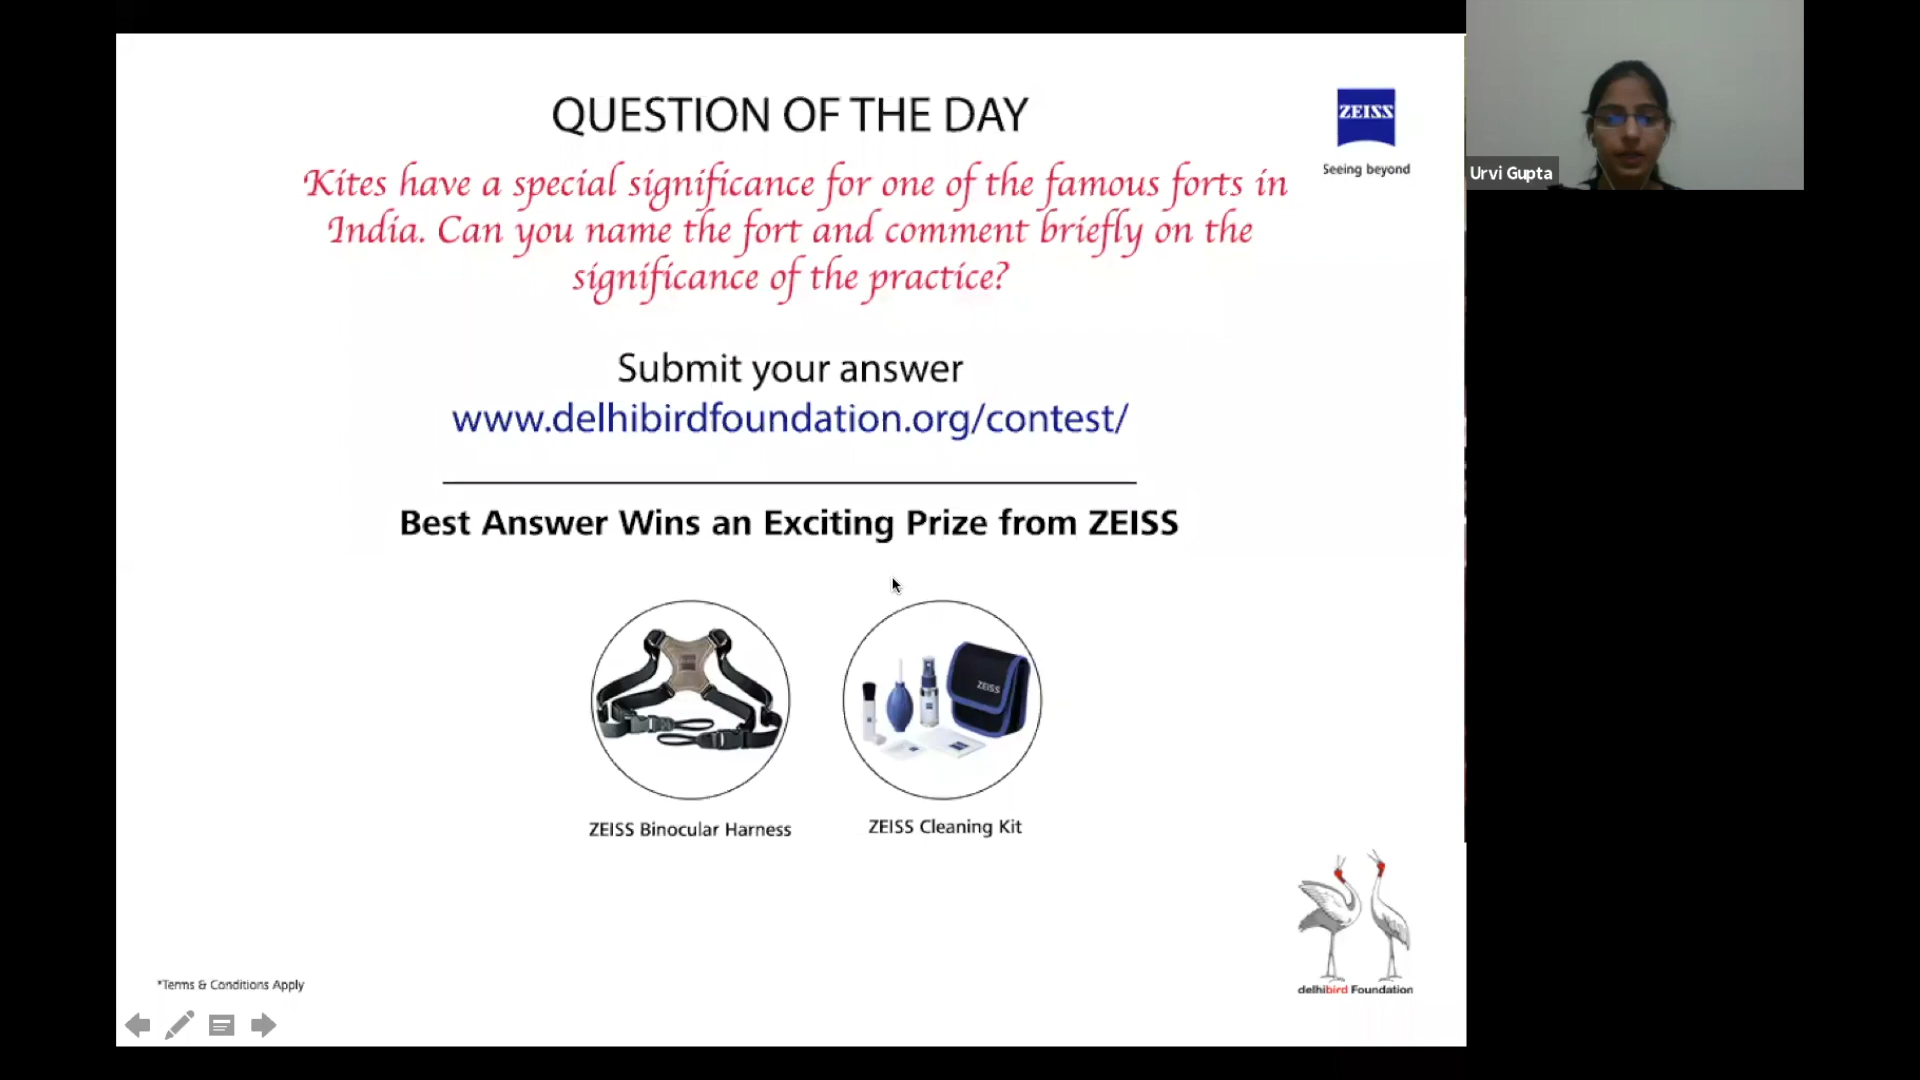 QUESTION OF THE DAY
Kites have a special significance for one of the famous forts in
India. Can you name the fort and comment briefly on the
significance of the practice?
ZEISS
Seeing beyond
Urvi Gupta
Submit your answer
www.delhibirdfoundation.org/contest/
Best Answer Wins an Exciting Prize from ZEISS
ZEISS
ZEISS Binocular Harness
ZEISS Cleaning Kit
delhibird Foundation
*Terms & Conditions Apply